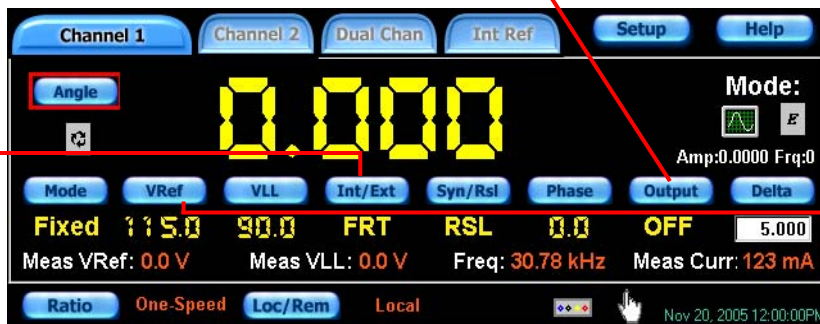 Channel 1 Channel 2 Dual Chan Int Ref Setup Help
Angle 0.000 Mode:
E
Amp:0.0000 Frq:0
Mode VRef VLL Int/Ext Syn/Rsl Phase Output Delta
Fixed 115.0 90.0 FRT RSL 0.0 OFF 5.000
Meas VRef: 0.0 V Meas VLL: 0.0 V Freq: 30.78 kHz Meas Curr: 123 mA
Ratio One-Speed Loc/Rem Local Nov 20, 2005 12:00:00PM